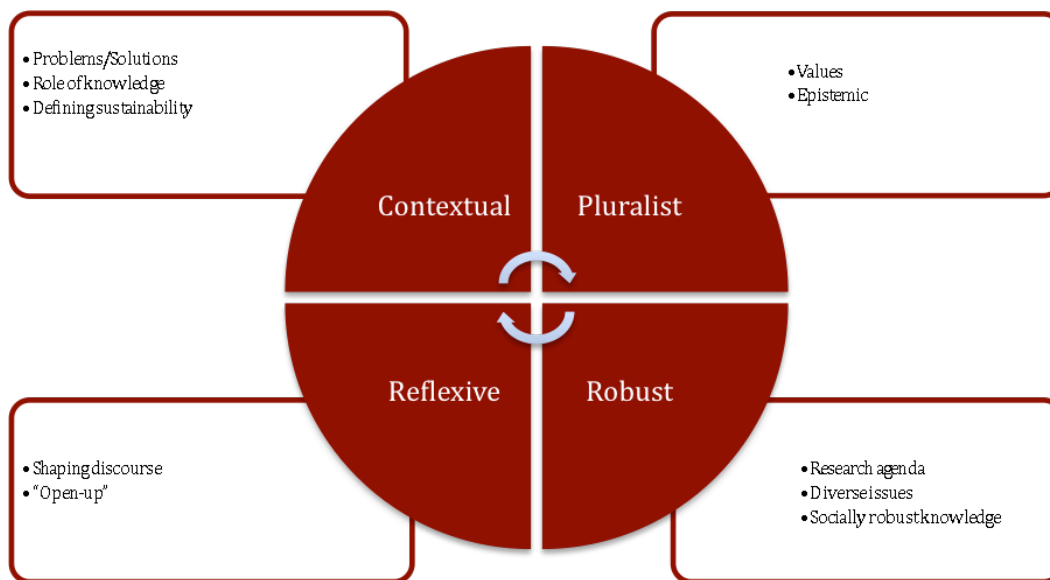 • Problems/Solutions
• Role of knowledge
• Defining sustainability
• Values
• Epistemic
Contextual
Pluralist
Reflexive
Robust
• Shaping discourse
• “Open-up”
• Research agenda
• Diverse issues
• Socially robust knowledge